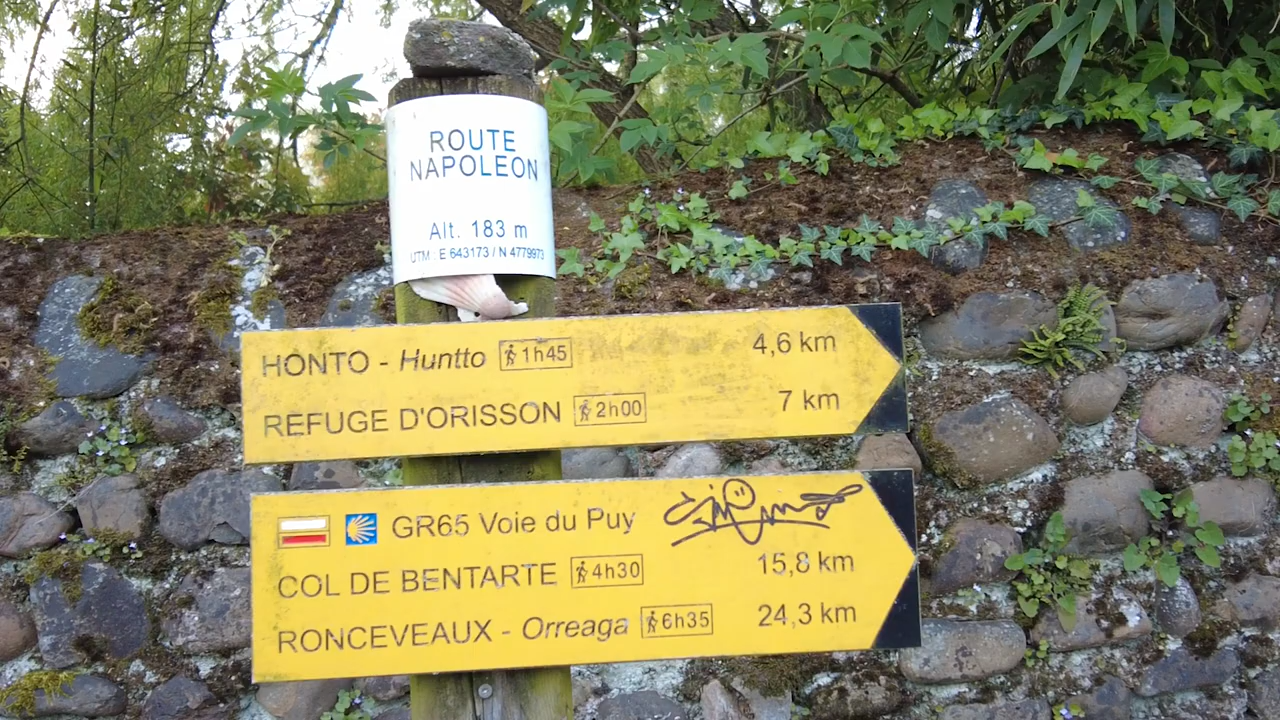 ROUTE
NAPOLEON
Alt. 183 m
UTM : E 643173 / N 4779973
HONTO - Huntto 1h45 4,6 km
REFUGE D'ORISSON 2h00 7 km
GR65 Voie du Puy
COL DE BENTARTE 4h30 15,8 km
RONCEVEAUX - Orreaga 6h35 24,3 km